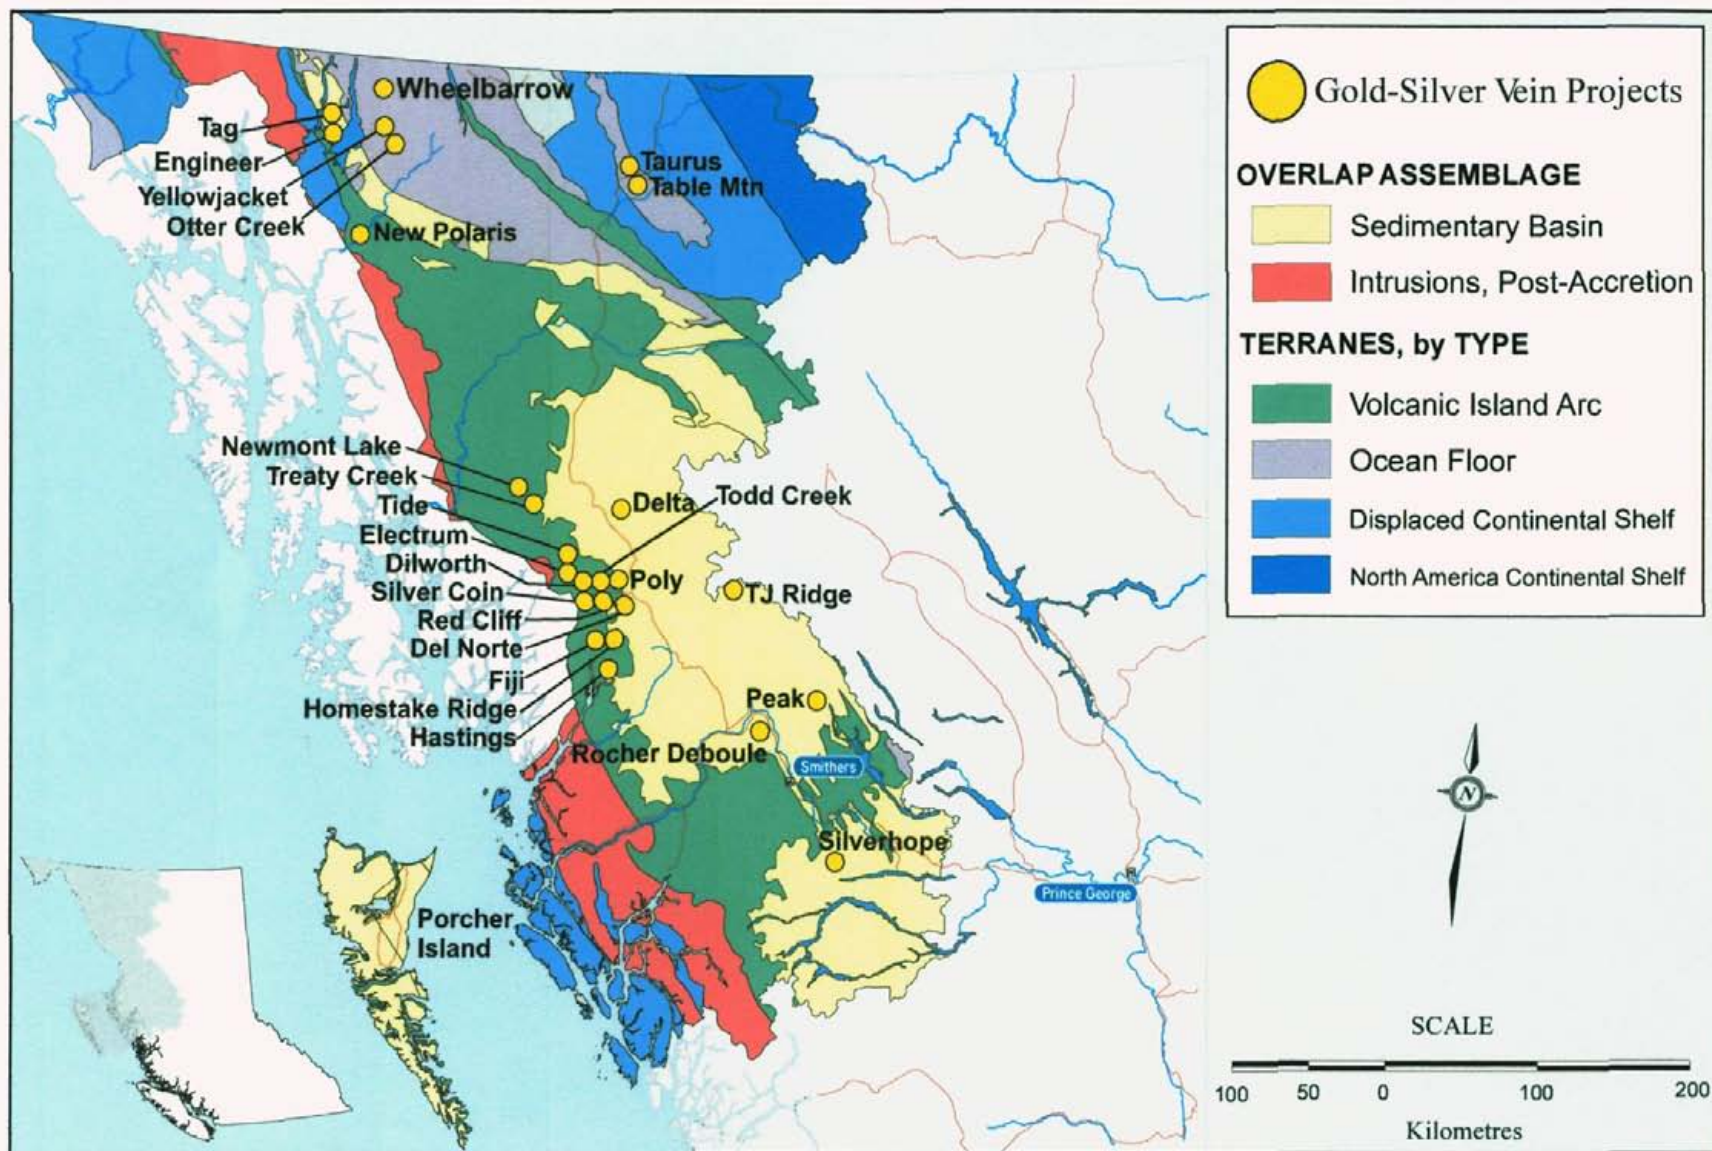 Wheelbarrow
Tag
Engineer
Yellowjacket
Otter Creek
Taurus
Table Mtn
New Polaris
Newmont Lake
Treaty Creek
Tide
Electrum
Dilworth
Silver Coin
Red Cliff
Del Norte
Fiji
Homestake Ridge
Hastings
Delta
Todd Creek
Poly
TJ Ridge
Peak
Rocher Deboule
Smithers
Silverhope
Prince George
Porcher
Island
Gold-Silver Vein Projects
OVERLAP ASSEMBLAGE
Sedimentary Basin
Intrusions, Post-Accretion
TERRANES, by TYPE
Volcanic Island Arc
Ocean Floor
Displaced Continental Shelf
North America Continental Shelf
N
SCALE
100 50 0 100 200
Kilometres